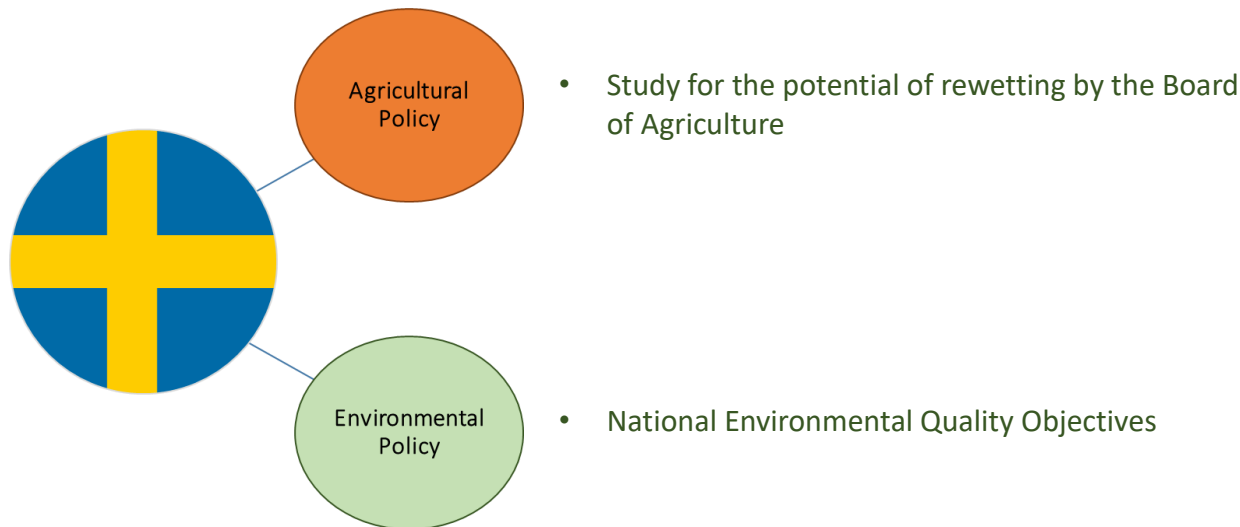 Agricultural
Policy
• Study for the potential of rewetting by the Board
of Agriculture
Environmental
Policy
• National Environmental Quality Objectives